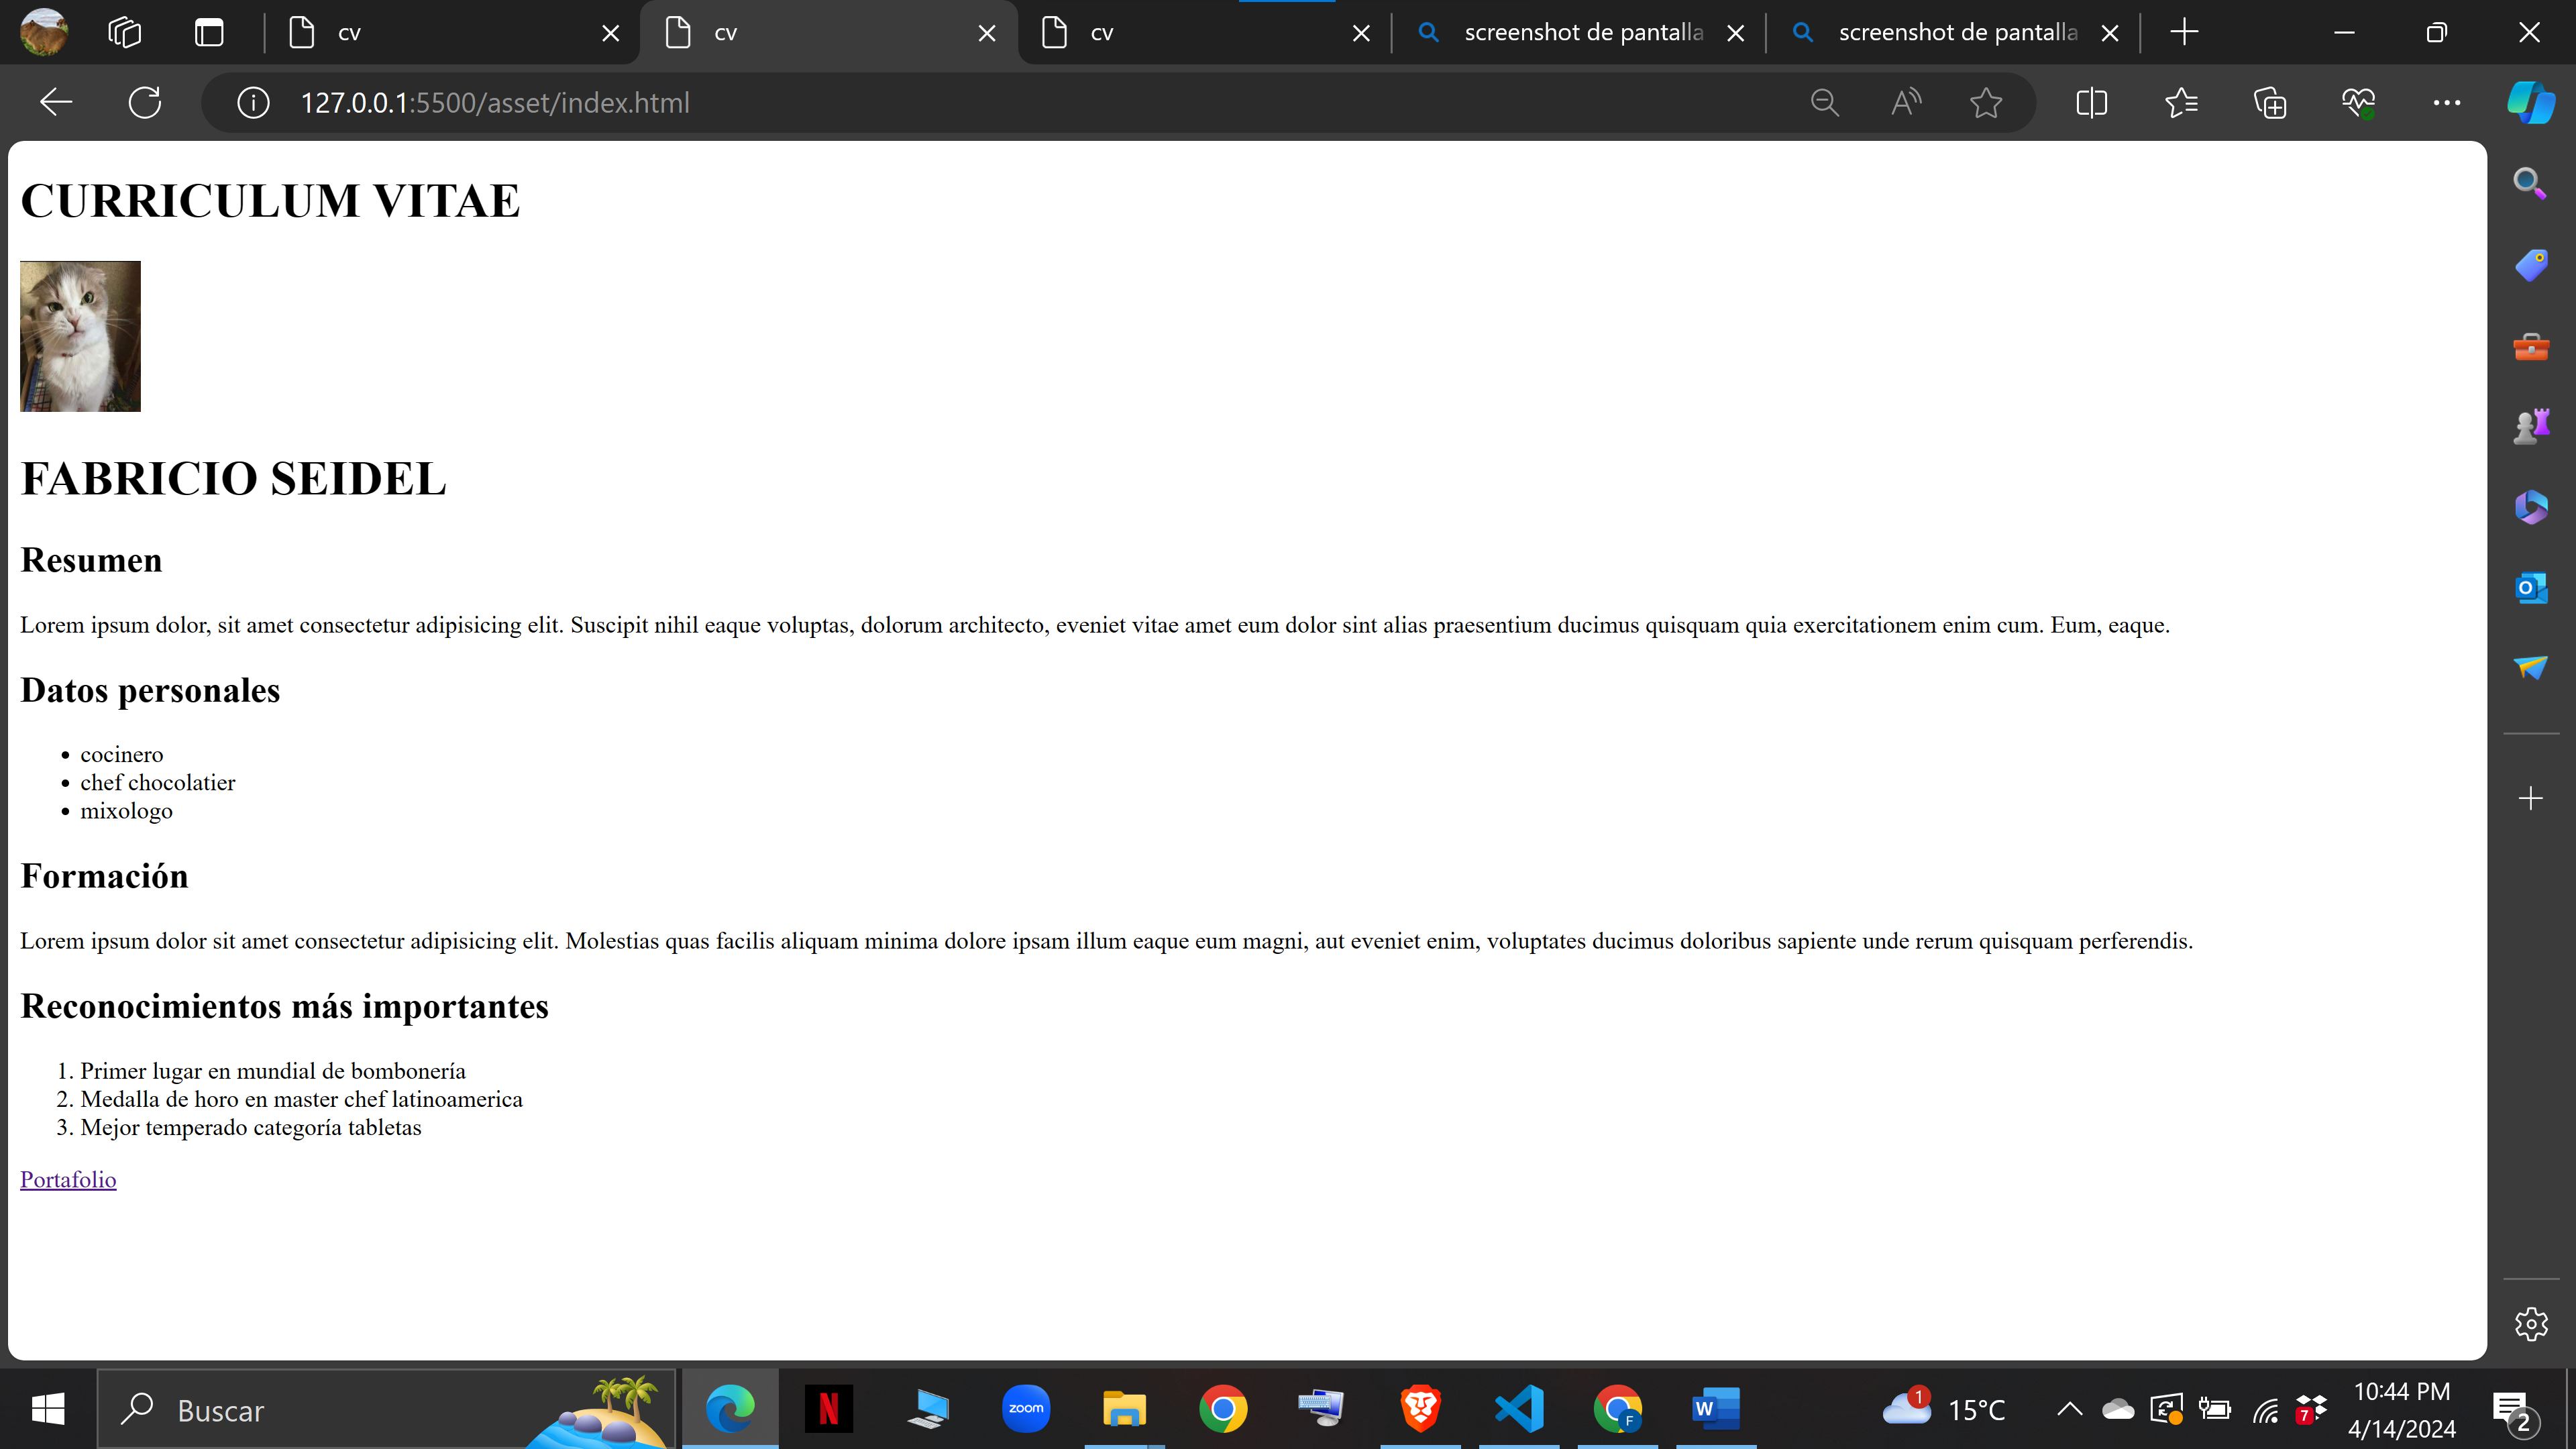 cv
cv
cv
screenshot de pantalla
screenshot de pantalla
127.0.0.1:5500/asset/index.html
CURRICULUM VITAE
FABRICIO SEIDEL
Resumen
Lorem ipsum dolor, sit amet consectetur adipisicing elit. Suscipit nihil eaque voluptas, dolorum architecto, eveniet vitae amet eum dolor sint alias praesentium ducimus quisquam quia exercitationem enim cum. Eum, eaque.
Datos personales
• cocinero
• chef chocolatier
• mixologo
Formación
Lorem ipsum dolor sit amet consectetur adipisicing elit. Molestias quas facilis aliquam minima dolore ipsam illum eaque eum magni, aut eveniet enim, voluptates ducimus doloribus sapiente unde rerum quisquam perferendis.
Reconocimientos más importantes
1. Primer lugar en mundial de bombonería
2. Medalla de horo en master chef latinoamerica
3. Mejor temperado categoría tabletas
Portafolio
Buscar
N
zoom
F
W
1
15°C
7
10:44 PM
4/14/2024
2